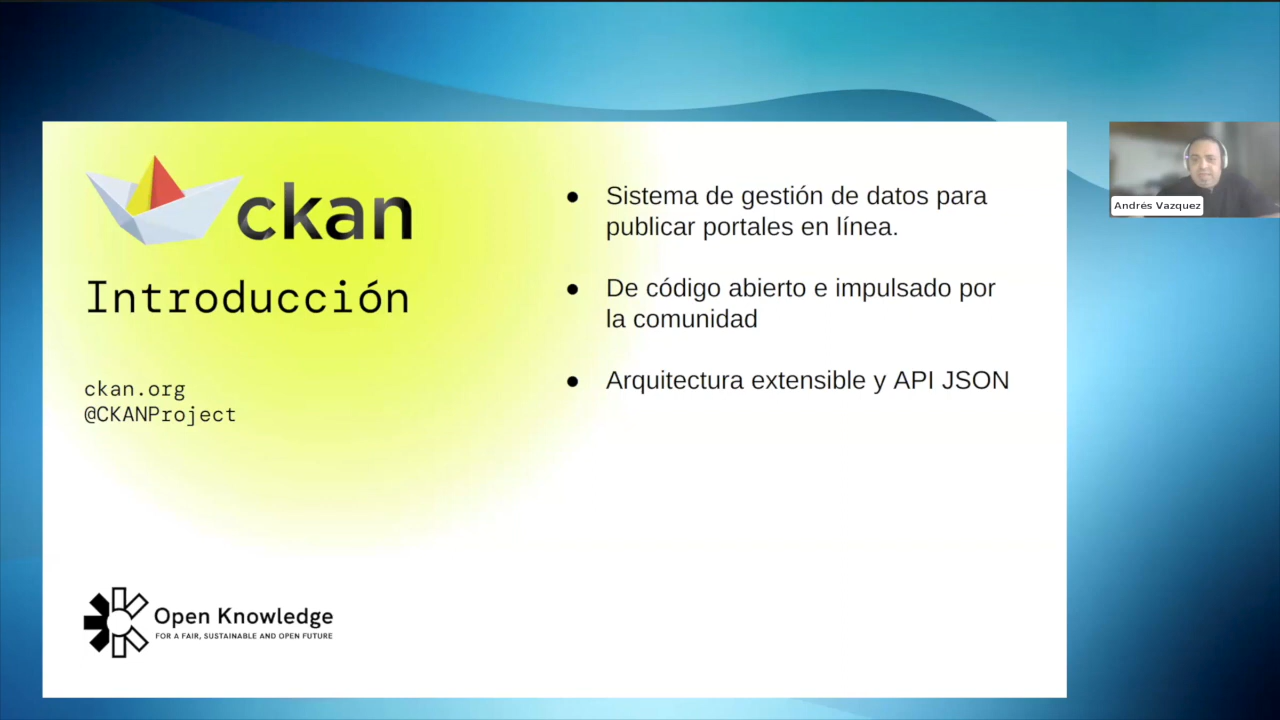 ckan
Introducción
ckan.org
@CKANProject
● Sistema de gestión de datos para
publicar portales en línea.
● De código abierto e impulsado por
la comunidad
● Arquitectura extensible y API JSON
Open Knowledge
FOR A FAIR, SUSTAINABLE AND OPEN FUTURE
Andrés Vazquez